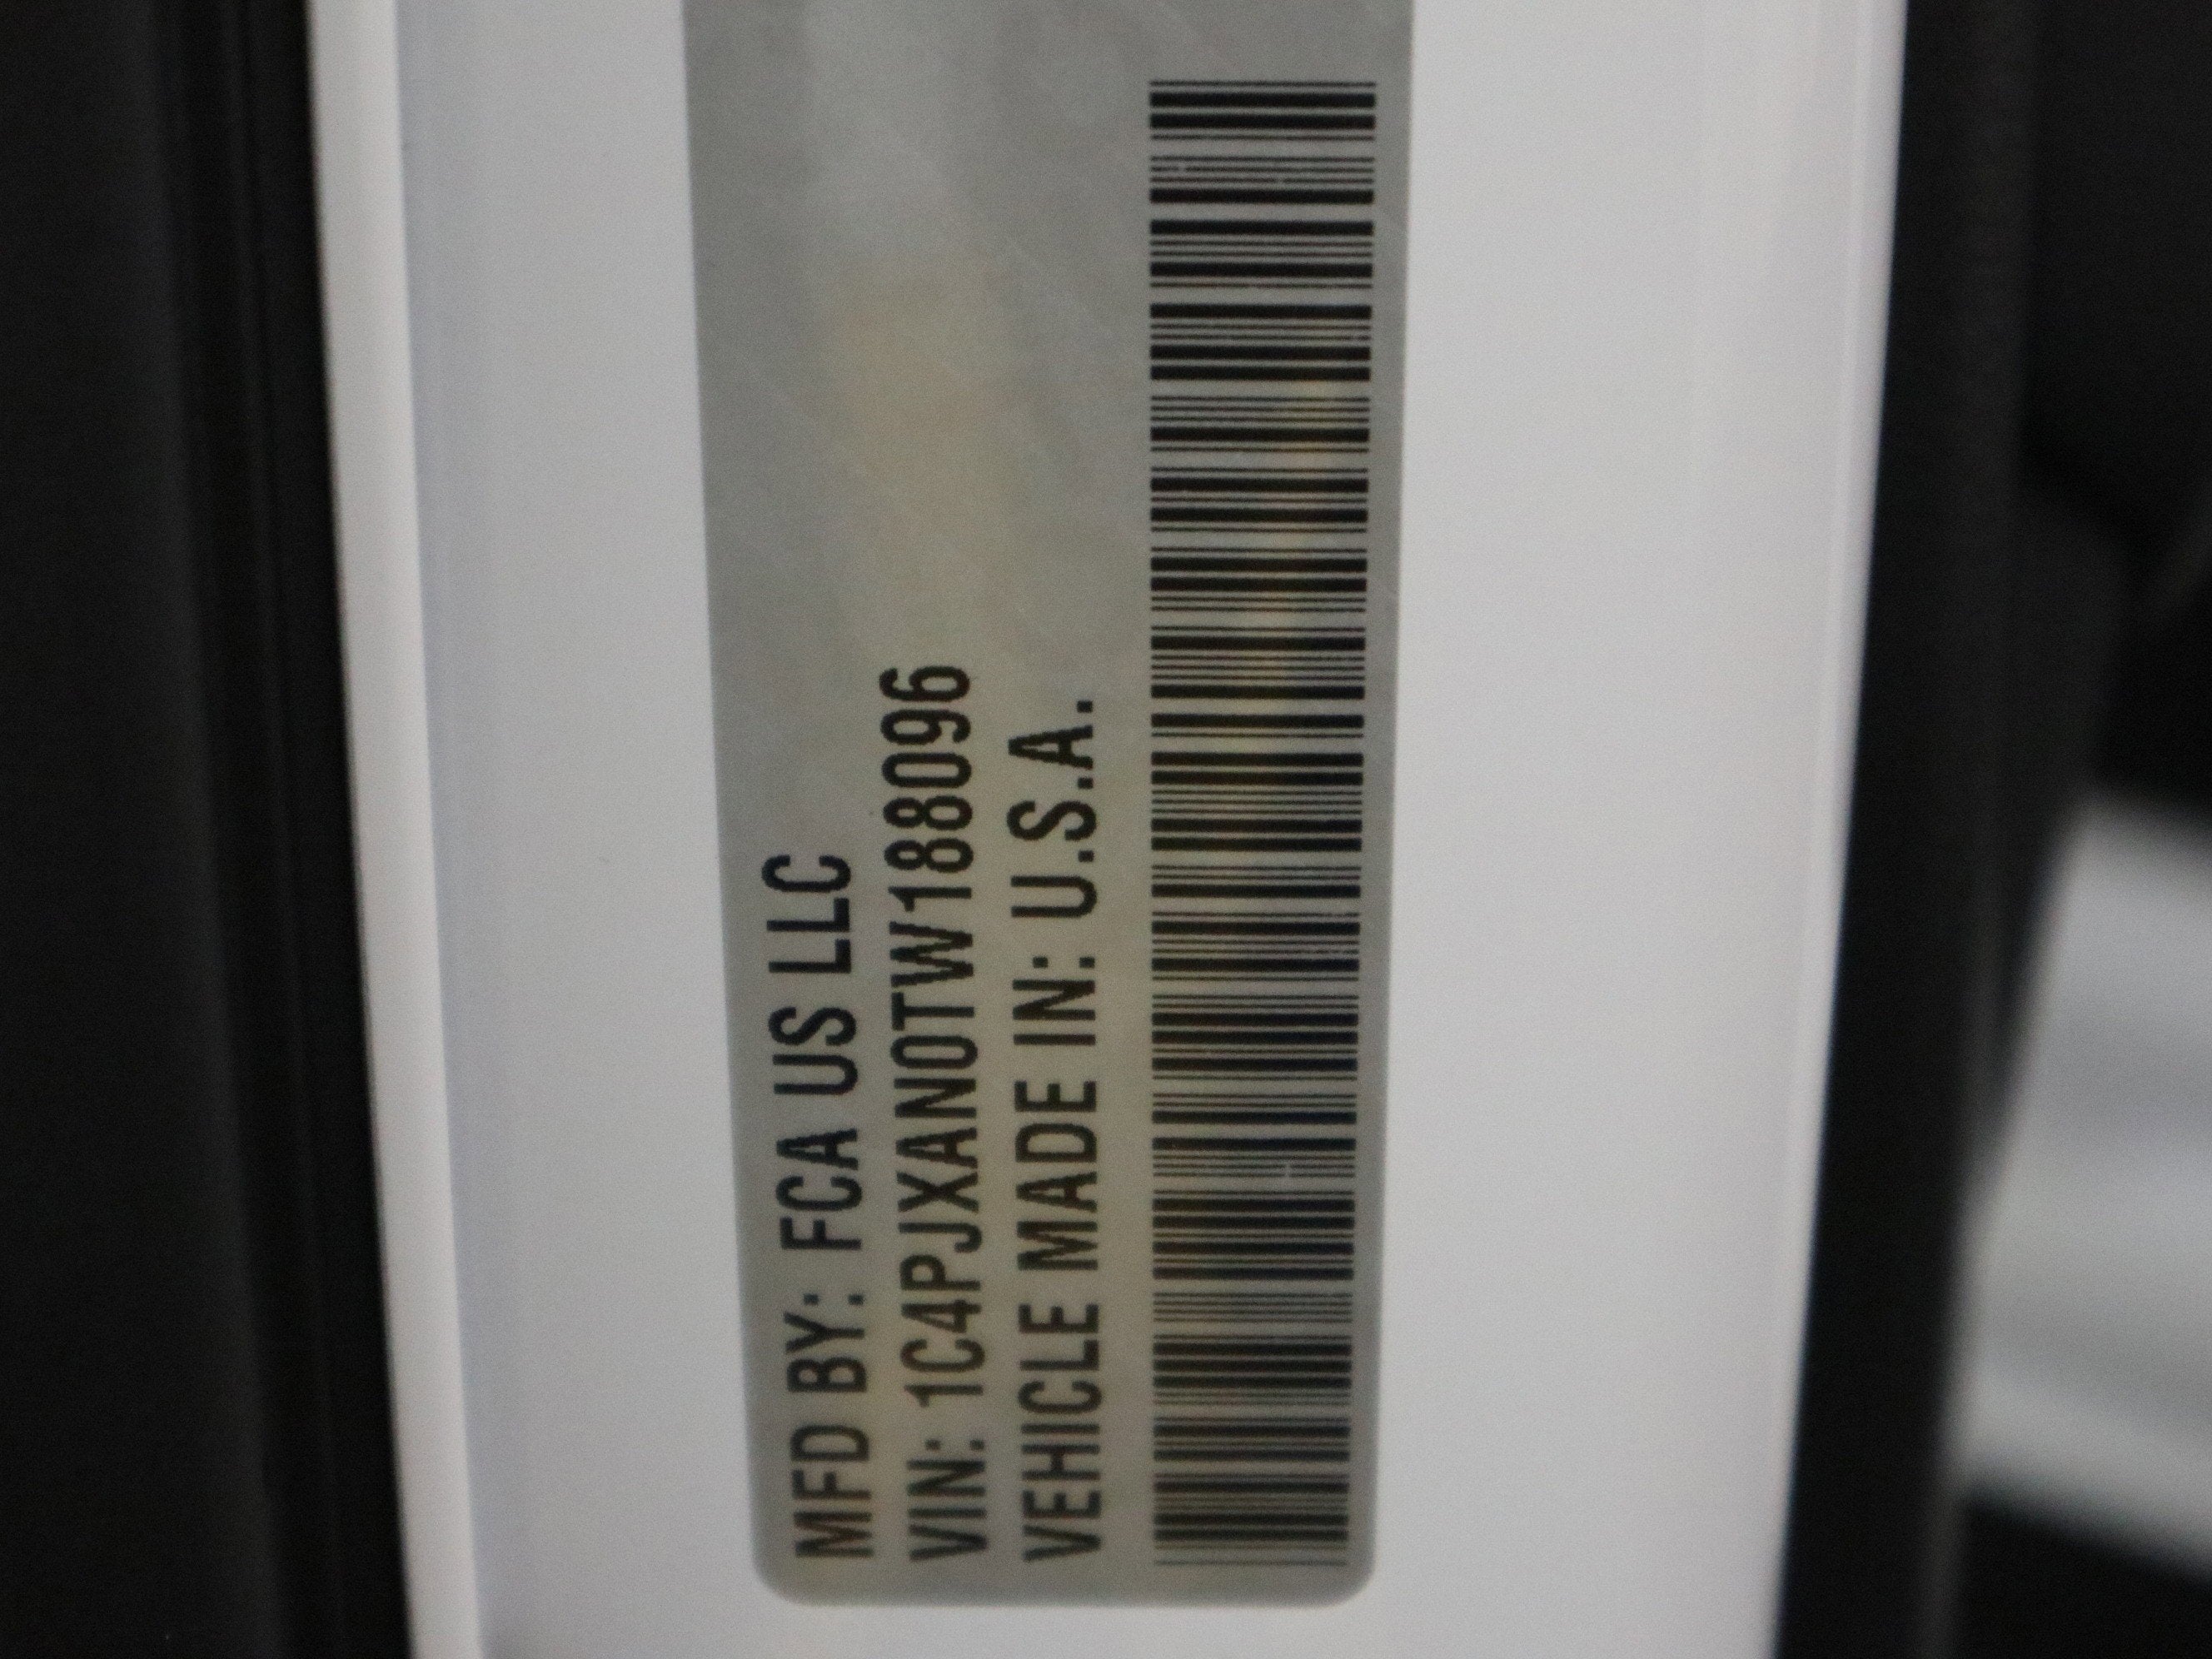 MFD BY: FCA US LLC
VIN: 1C4PJXAN0TW188096
VEHICLE MADE IN: U.S.A.